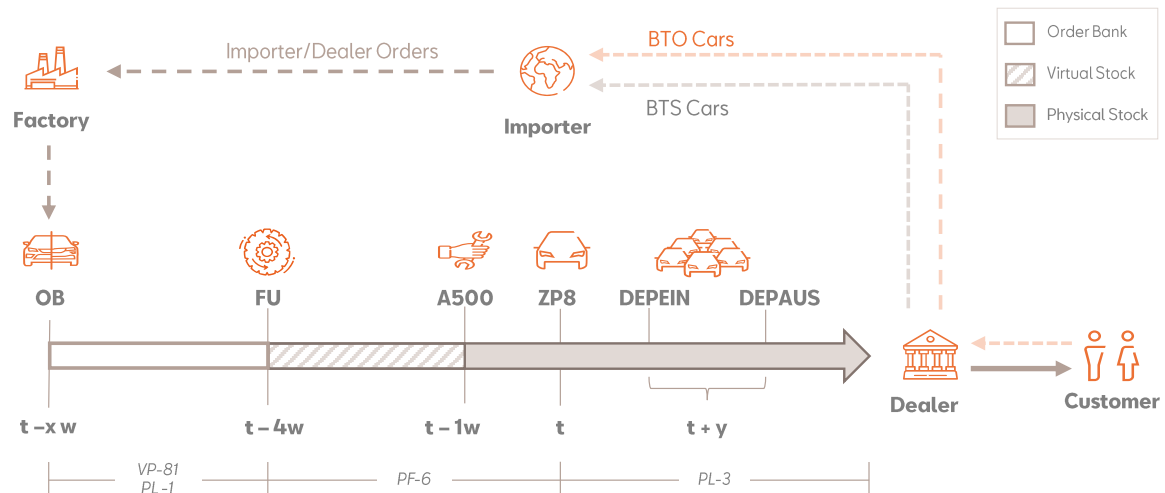 BTO Cars
Order Bank
Importer/Dealer Orders
Virtual Stock
BTS Cars
Physical Stock
Factory
Importer
OB
FU
A500
ZP8
DEPEIN
DEPAUS
Dealer
Customer
t –x w
t – 4w
t – 1w
t
t + y
VP-81
PL-1
PF-6
PL-3